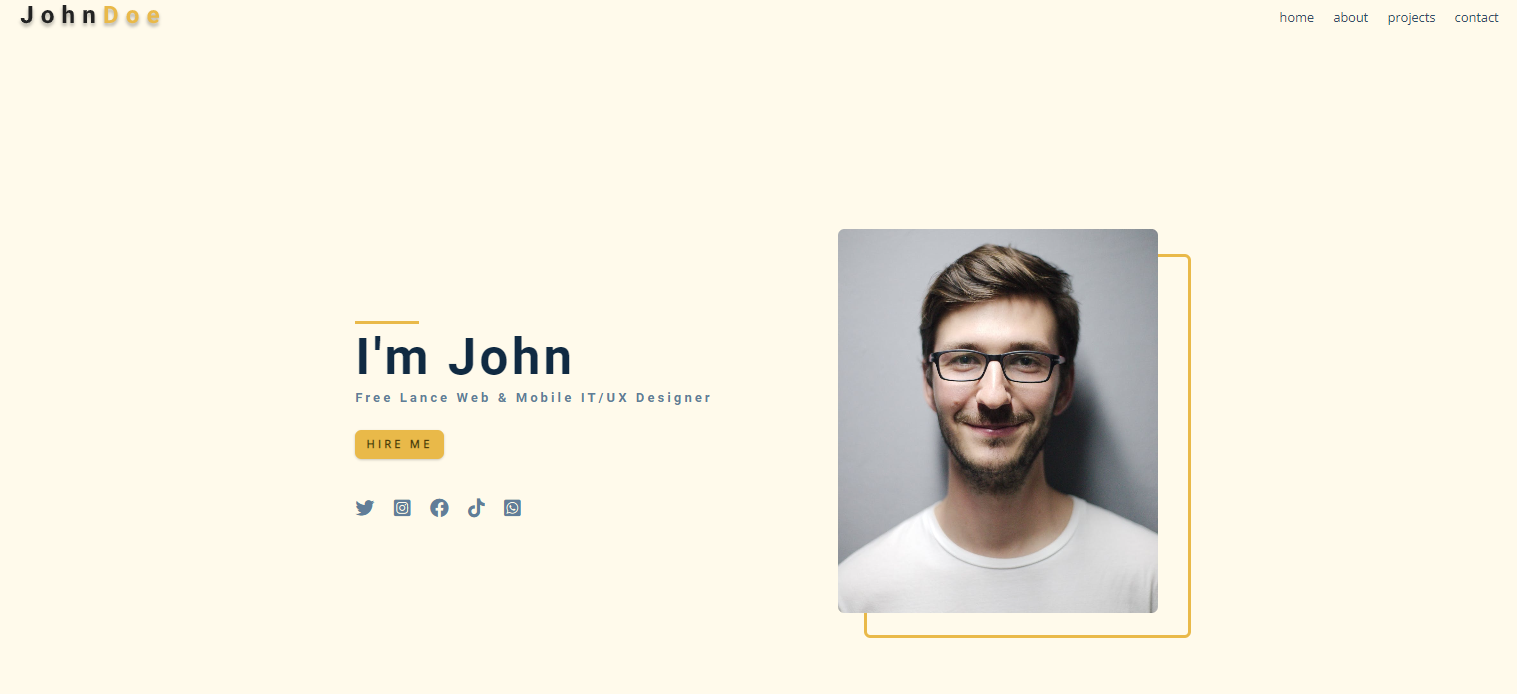 JohnDoe
home about projects contact
I'm John
Free Lance Web & Mobile IT/UX Designer
HIRE ME